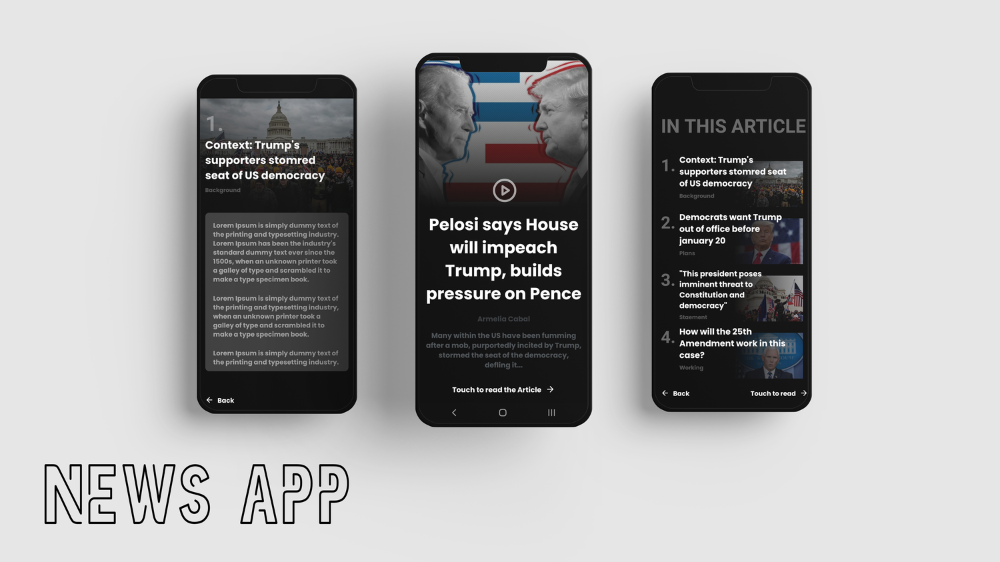 1.
Context: Trump's
supporters stomred
seat of US democracy
Background
Lorem Ipsum is simply dummy text of
the printing and typesetting industry.
Lorem Ipsum has been the industry's
standard dummy text ever since the
1500s, when an unknown printer took
a galley of type and scrambled it to
make a type specimen book.
Lorem Ipsum is simply dummy text of
the printing and typesetting industry,
when an unknown printer took a
galley of type and scrambled it to
make a type specimen book.
Lorem Ipsum is simply dummy text of
the printing and typesetting industry.
← Back
Pelosi says House
will impeach
Trump, builds
pressure on Pence
Armella Cabal
Many within the US have been fumming
after a mob, purportedly incited by Trump,
stormed the seat of the democracy,
defling it...
Touch to read the Article →
IN THIS ARTICLE
1. Context: Trump's
supporters stomred seat
of US democracy
Background
2. Democrats want Trump
out of office before
january 20
Plans
3. "This president poses
imminent threat to
Constitution and
democracy"
Staement
4. How will the 25th
Amendment work in this
case?
Working
← Back Touch to read →
NEWS APP